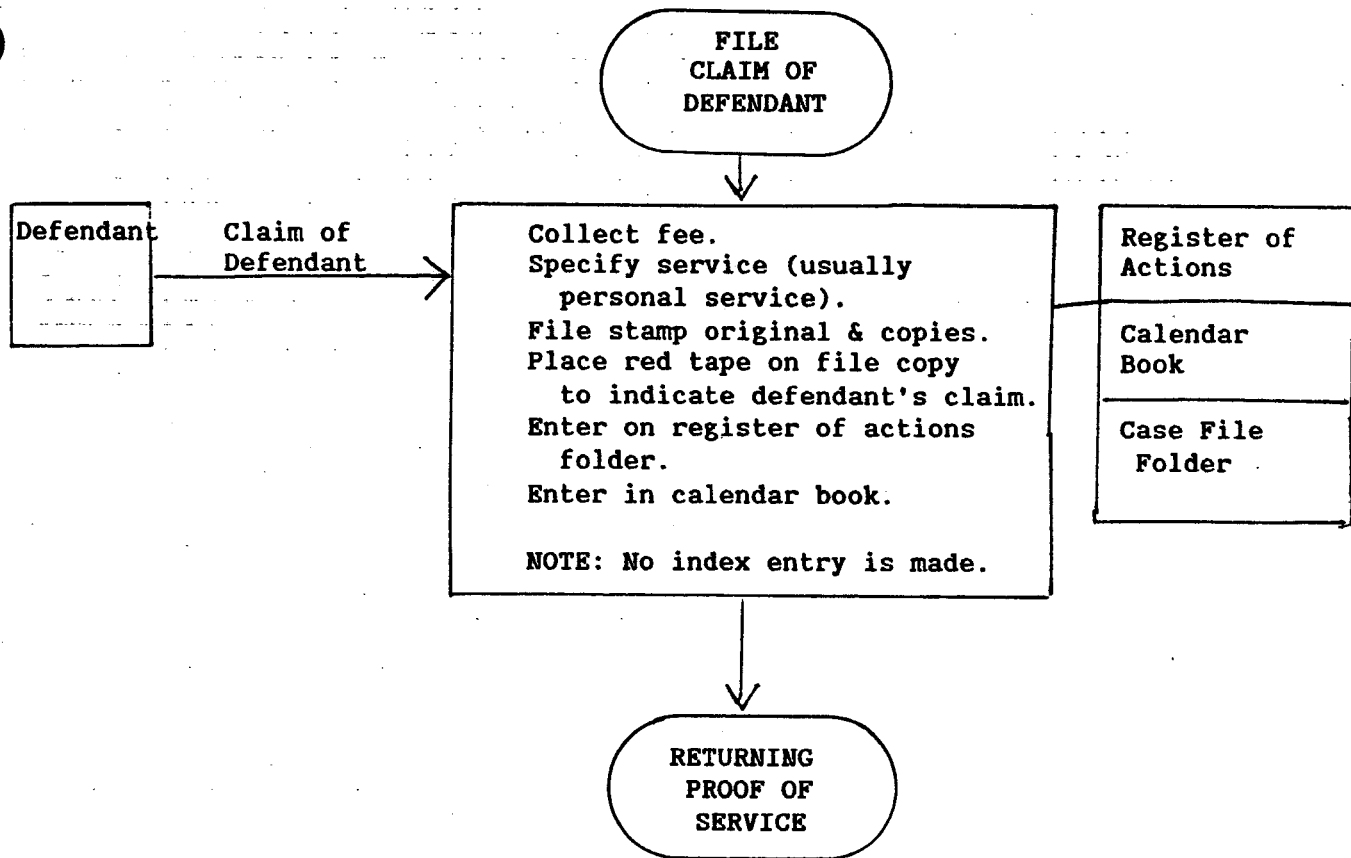 FILE
CLAIM OF
DEFENDANT
Defendant
Claim of
Defendant
Collect fee.
Specify service (usually
personal service).
File stamp original & copies.
Place red tape on file copy
to indicate defendant's claim.
Enter on register of actions
folder.
Enter in calendar book.
NOTE: No index entry is made.
Register of
Actions
Calendar
Book
Case File
Folder
RETURNING
PROOF OF
SERVICE